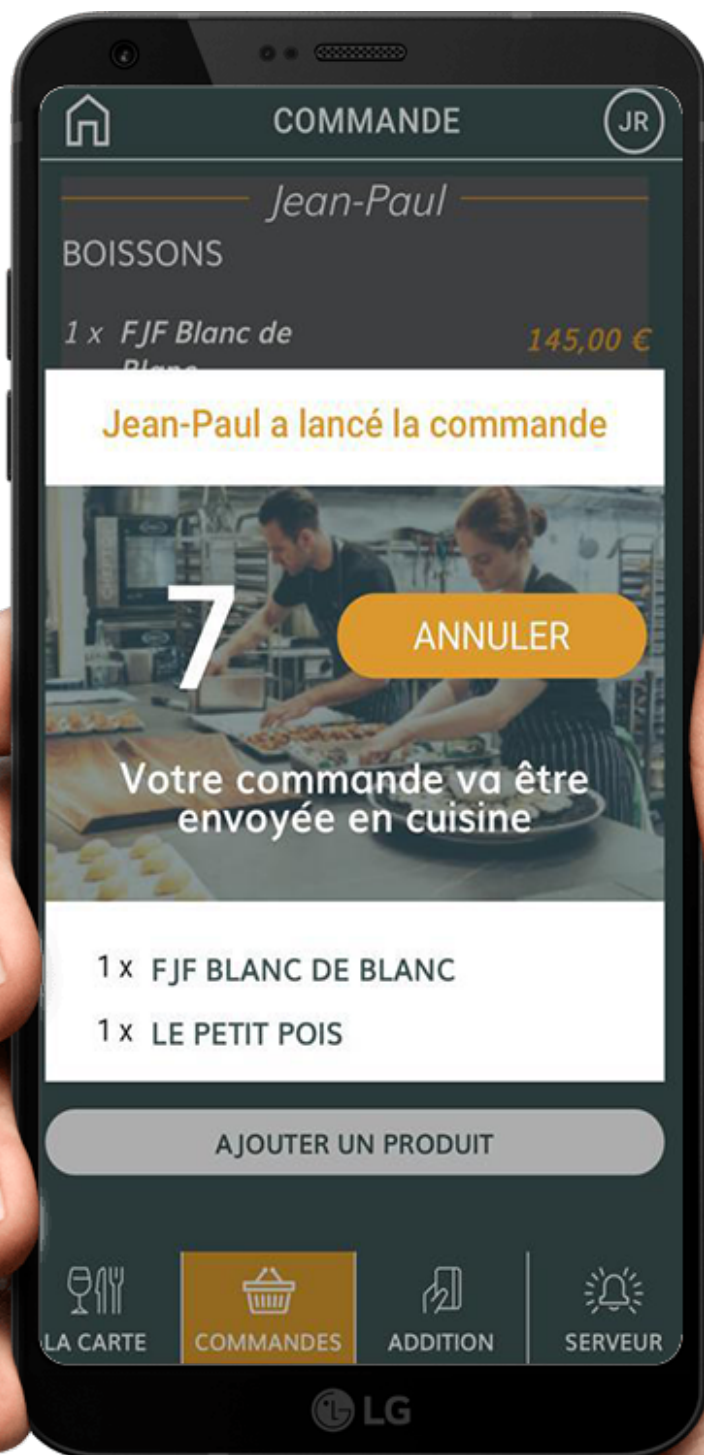 COMMANDE
JR
Jean-Paul
BOISSONS
1 x FJF Blanc de
145,00 €
Blanc
Jean-Paul a lancé la commande
7
ANNULER
Votre commande va être
envoyée en cuisine
1 x FJF BLANC DE BLANC
1 x LE PETIT POIS
AJOUTER UN PRODUIT
LA CARTE
COMMANDES
ADDITION
SERVEUR
LG